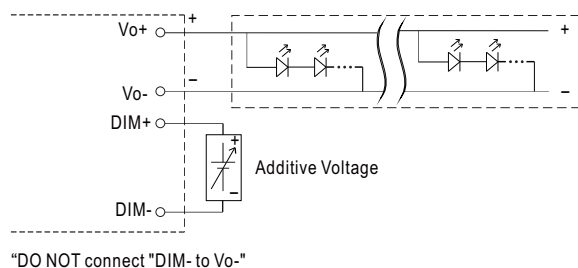 Vo+
+
+
Vo-
−
−
DIM+
+
Additive Voltage
−
DIM-
“DO NOT connect "DIM- to Vo-"